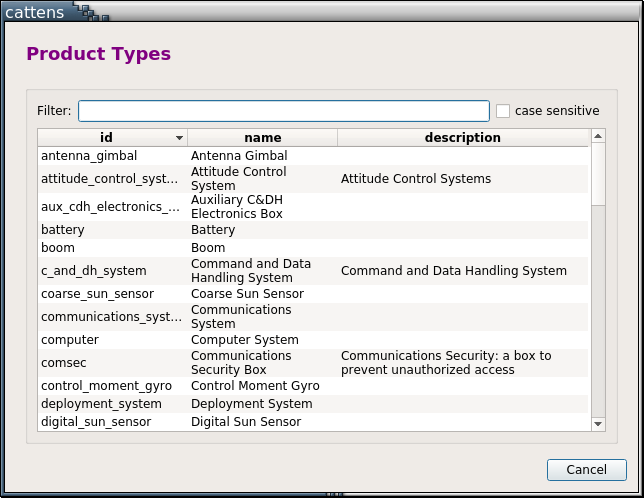 cattens
Product Types
Filter: case sensitive
id name description
antenna_gimbal Antenna Gimbal
attitude_control_syst... Attitude Control System Attitude Control Systems
aux_cdh_electronics_... Auxiliary C&DH Electronics Box
battery Battery
boom Boom
c_and_dh_system Command and Data Handling System Command and Data Handling System
coarse_sun_sensor Coarse Sun Sensor
communications_syst... Communications System
computer Computer System
comsec Communications Security Box Communications Security: a box to prevent unauthorized access
control_moment_gyro Control Moment Gyro
deployment_system Deployment System
digital_sun_sensor Digital Sun Sensor
Cancel